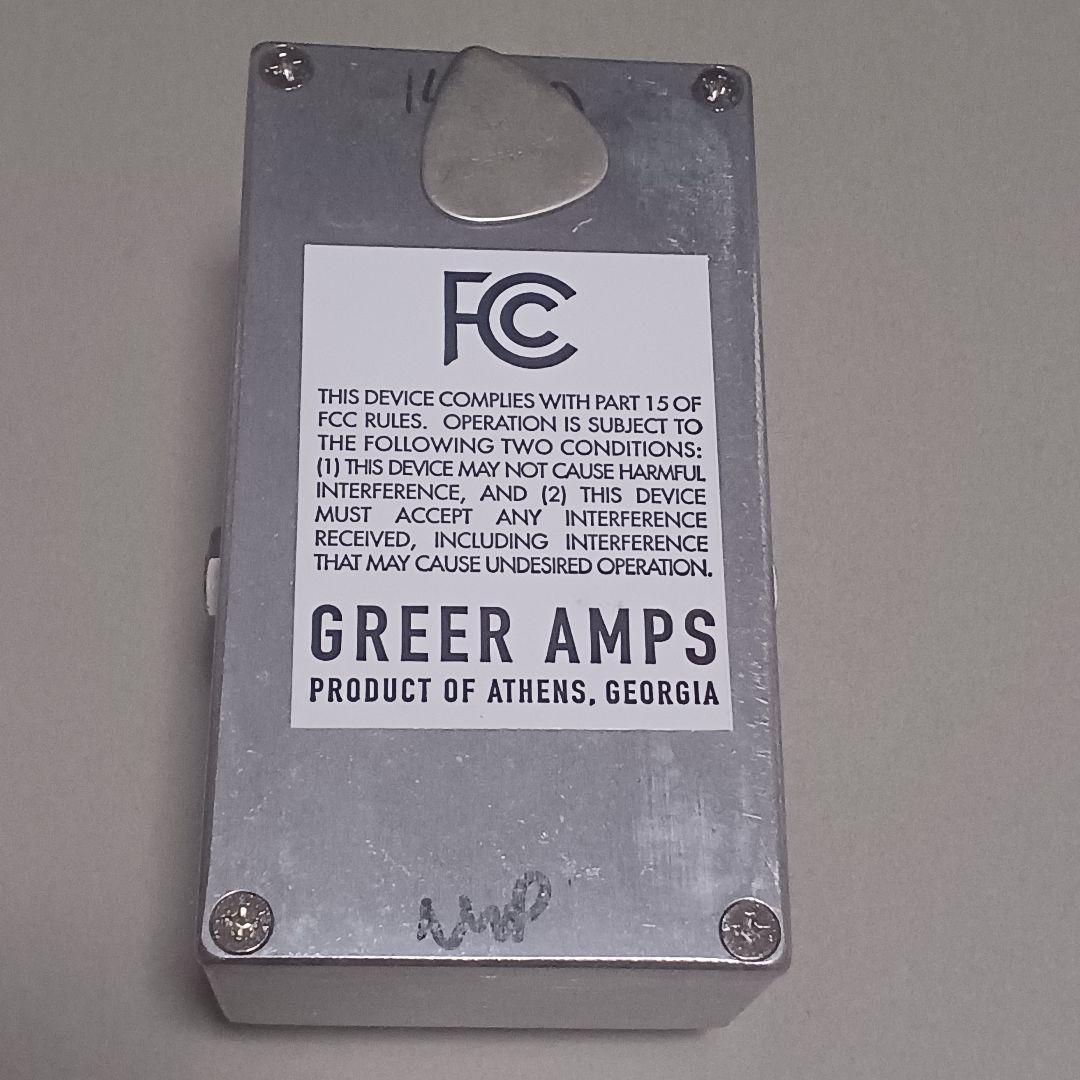 FCC
THIS DEVICE COMPLIES WITH PART 15 OF
FCC RULES. OPERATION IS SUBJECT TO
THE FOLLOWING TWO CONDITIONS:
(1) THIS DEVICE MAY NOT CAUSE HARMFUL
INTERFERENCE, AND (2) THIS DEVICE
MUST ACCEPT ANY INTERFERENCE
RECEIVED, INCLUDING INTERFERENCE
THAT MAY CAUSE UNDESIRED OPERATION.
GREER AMPS
PRODUCT OF ATHENS, GEORGIA